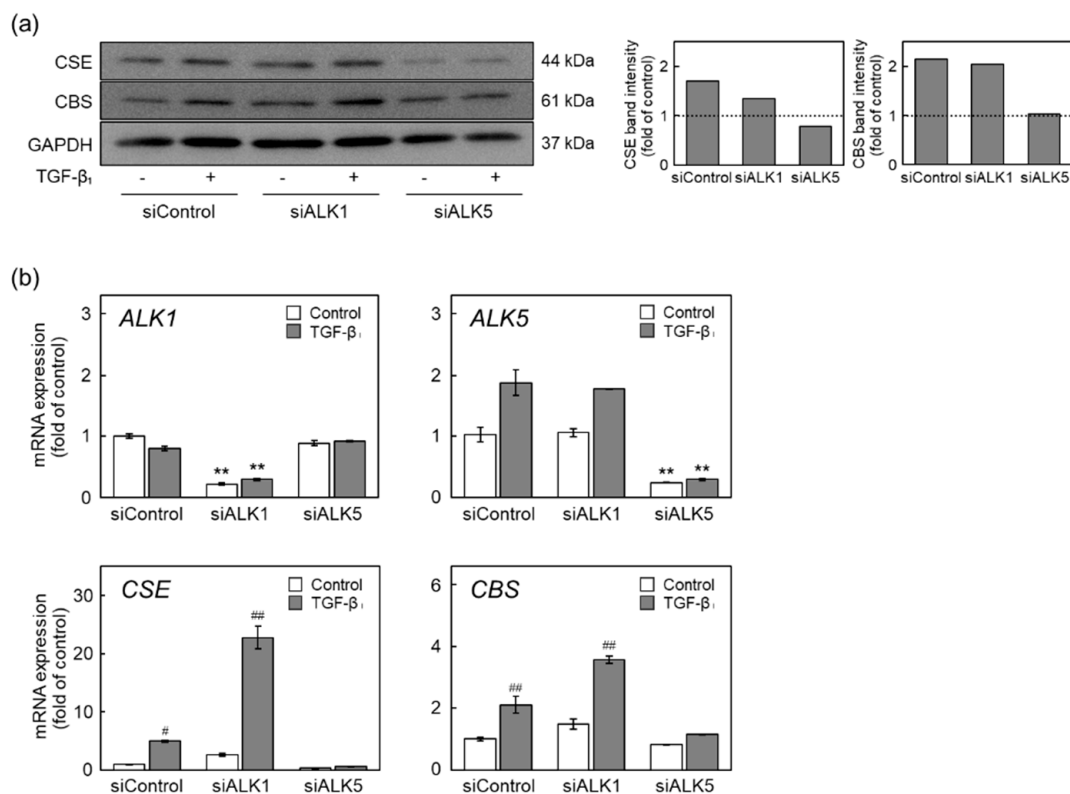 (a)
CSE
44 kDa
CBS
61 kDa
GAPDH
37 kDa
TGF-β₁ - + - + - +
siControl siALK1 siALK5
CSE band intensity
(fold of control)
2
1
0
siControl siALK1 siALK5
CBS band intensity
(fold of control)
2
1
0
siControl siALK1 siALK5
(b)
mRNA expression
(fold of control)
3
2
1
0
ALK1
Control
TGF-β₁
** **
siControl siALK1 siALK5
3
2
1
0
ALK5
Control
TGF-β₁
** **
siControl siALK1 siALK5
mRNA expression
(fold of control)
30
20
10
0
CSE
Control
TGF-β₁
##
#
siControl siALK1 siALK5
6
4
2
0
CBS
Control
TGF-β₁
##
##
siControl siALK1 siALK5